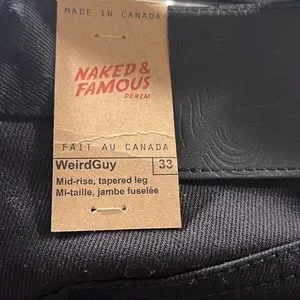 MADE IN CANADA
NAKED &
FAMOUS
DENIM
FAIT AU CANADA
WeirdGuy 33
Mid-rise, tapered leg
Mi-taille, jambe fuselée